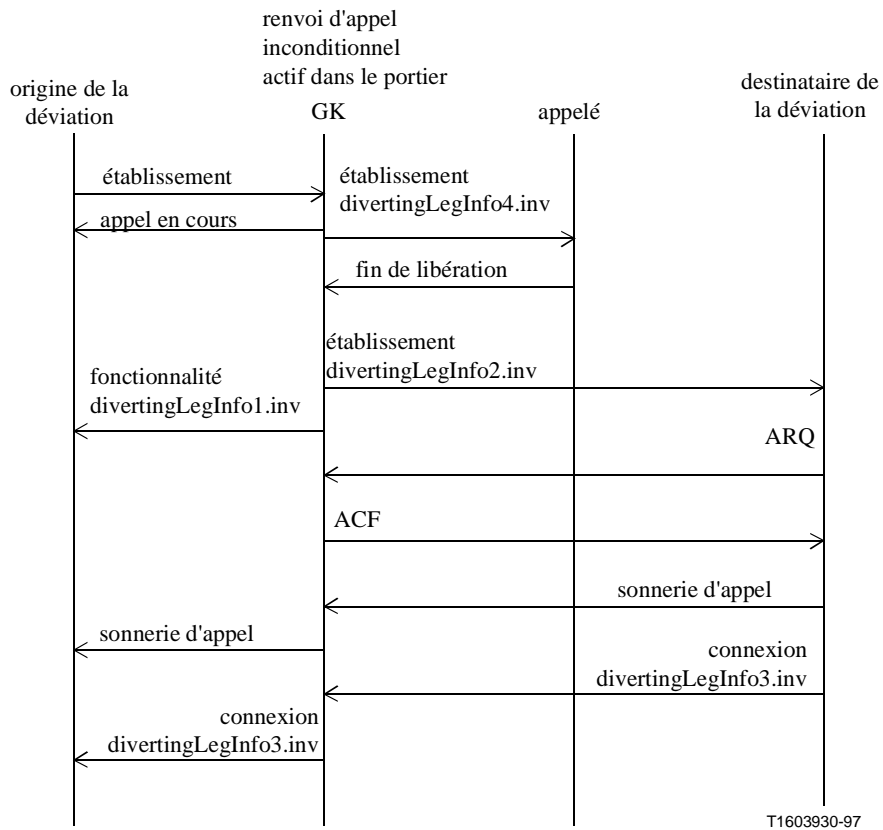 renvoi d'appel
inconditionnel
actif dans le portier
origine de la
déviation
GK
appelé
destinataire de
la déviation
établissement
établissement
divertingLegInfo4.inv
appel en cours
fin de libération
établissement
divertingLegInfo2.inv
fonctionnalité
divertingLegInfo1.inv
ARQ
ACF
sonnerie d'appel
sonnerie d'appel
connexion
divertingLegInfo3.inv
connexion
divertingLegInfo3.inv
T1603930-97